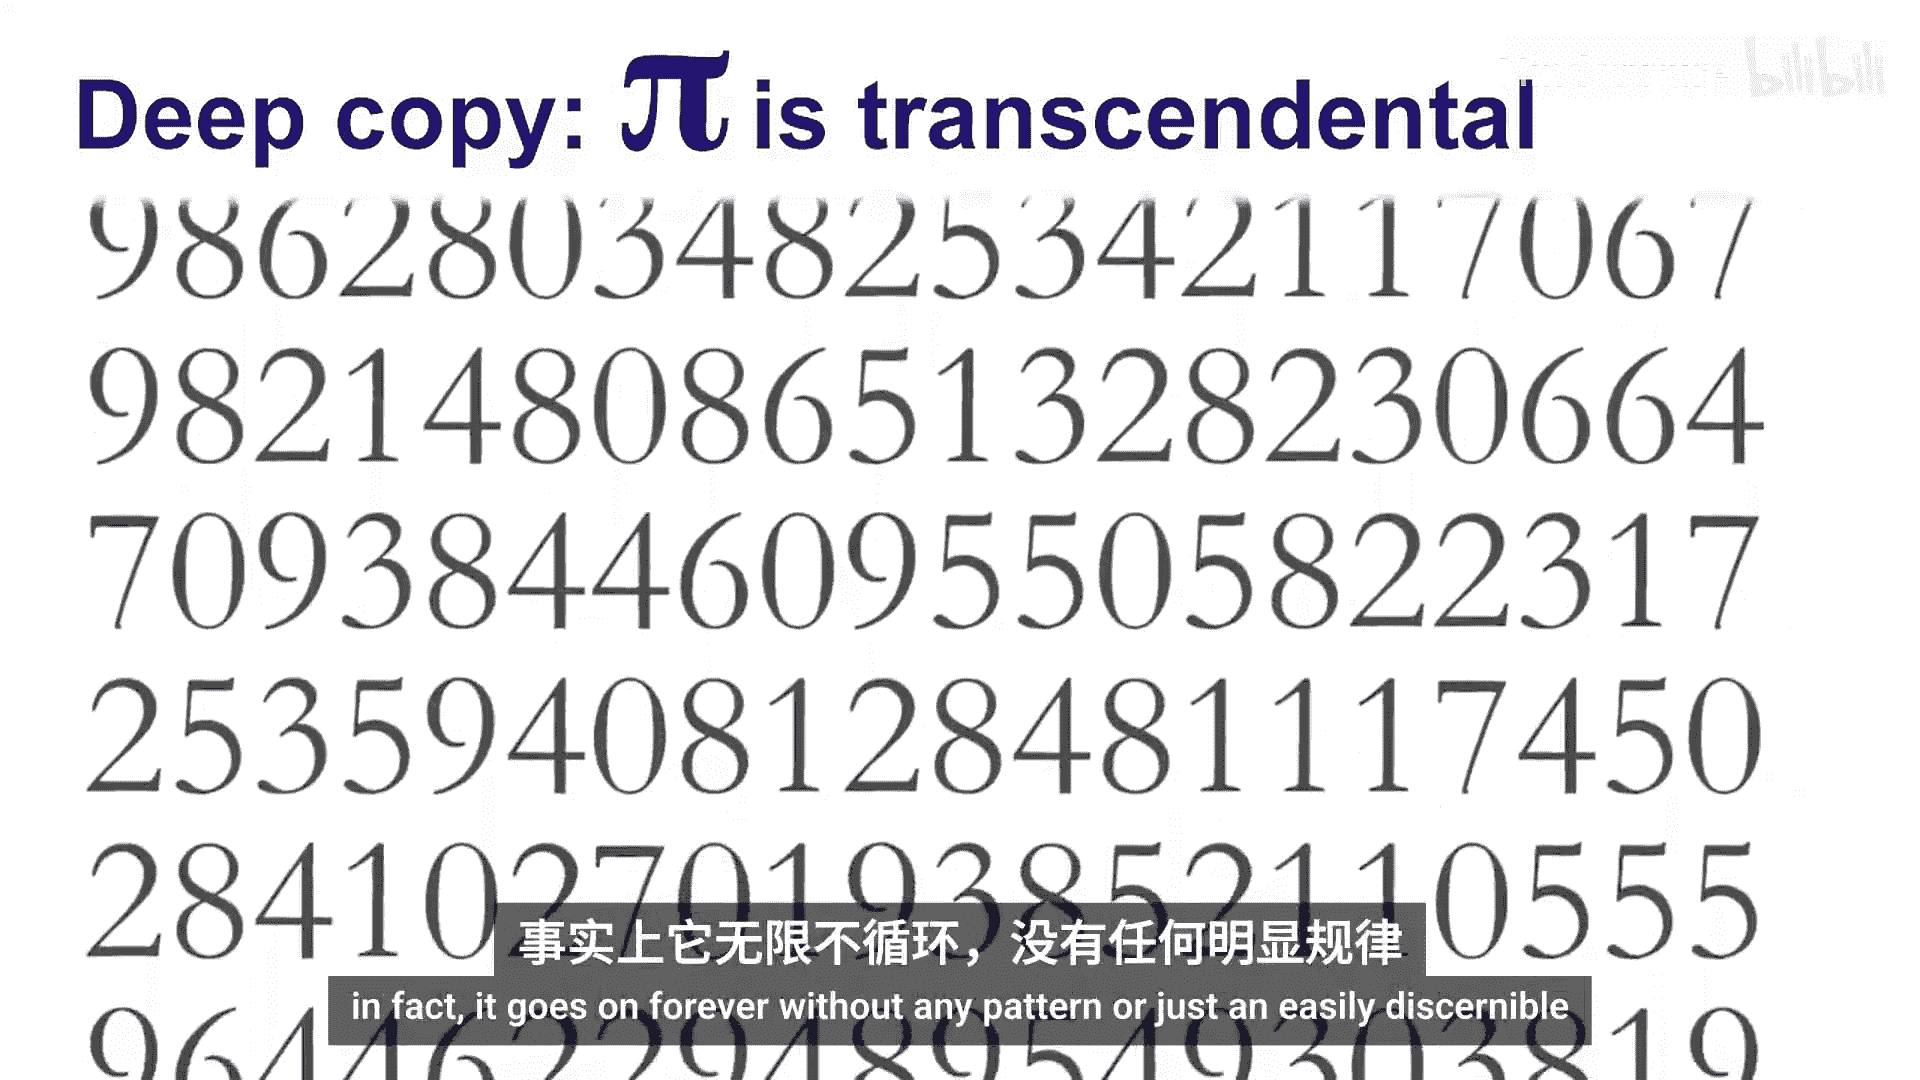 Deep copy: π is transcendental
bilibili
98628034825342117067
98214808651328230664
70938446095505822317
25359408128481117450
28410270193852110555
事实上它无限不循环，没有任何明显规律
in fact, it goes on forever without any pattern or just an easily discernible
96446229489549303819